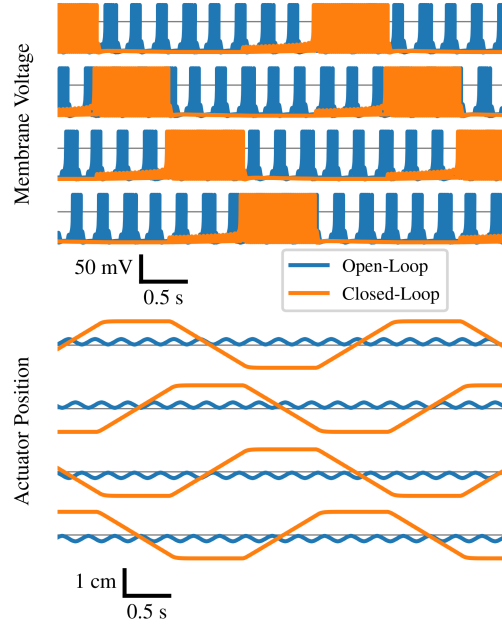 Membrane Voltage
50 mV
0.5 s
Open-Loop
Closed-Loop
Actuator Position
1 cm
0.5 s